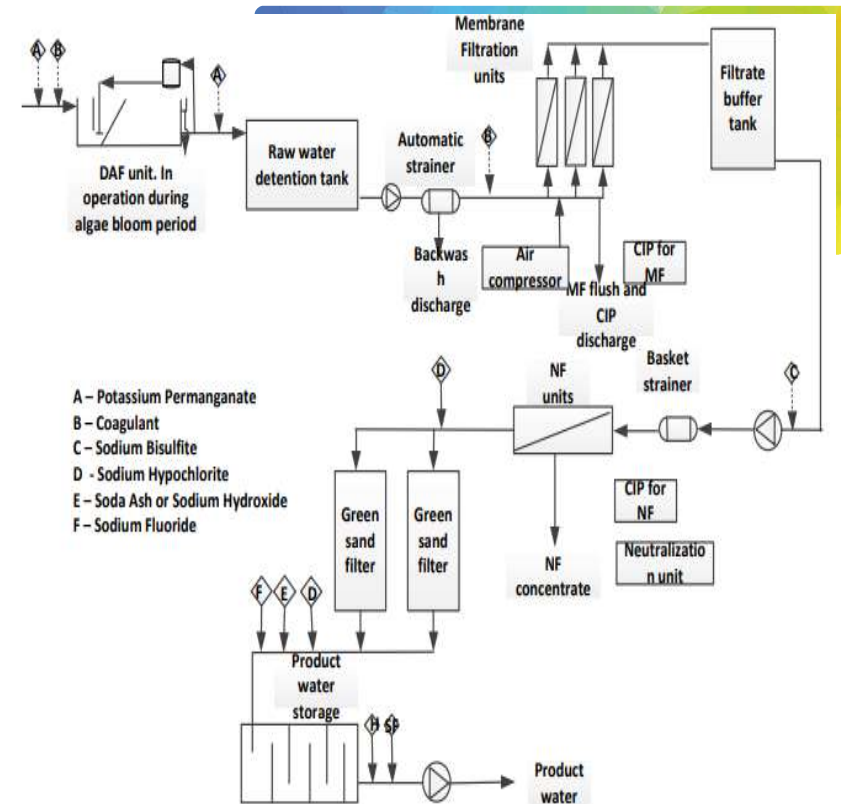 Membrane
Filtration
units
Filtrate
buffer
tank
A
B
A
DAF unit. In
operation during
algae bloom period
Raw water
detention tank
Automatic
strainer
B
Backwas
h
discharge
Air
compressor
CIP for
MF
MF flush and
CIP
discharge
Basket
strainer
NF
units
C
D
A – Potassium Permanganate
B – Coagulant
C – Sodium Bisulfite
D - Sodium Hypochlorite
E – Soda Ash or Sodium Hydroxide
F – Sodium Fluoride
Green
sand
filter
Green
sand
filter
CIP for
NF
Neutralizatio
n unit
NF
concentrate
F
E
D
Product
water
storage
H
SP
Product
water